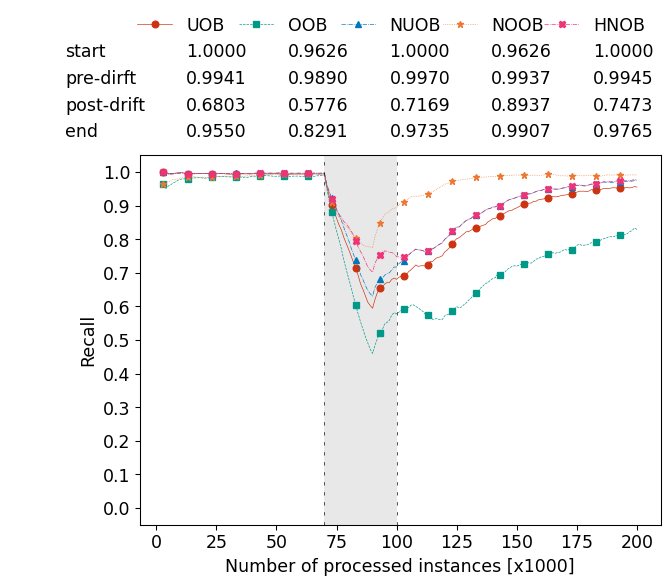 UOB OOB NUOB NOOB HNOB
start 1.0000 0.9626 1.0000 0.9626 1.0000
pre-dirft 0.9941 0.9890 0.9970 0.9937 0.9945
post-drift 0.6803 0.5776 0.7169 0.8937 0.7473
end 0.9550 0.8291 0.9735 0.9907 0.9765
1.0
0.9
0.8
0.7
0.6
0.5
0.4
0.3
0.2
0.1
0.0
Recall
0 25 50 75 100 125 150 175 200
Number of processed instances [x1000]